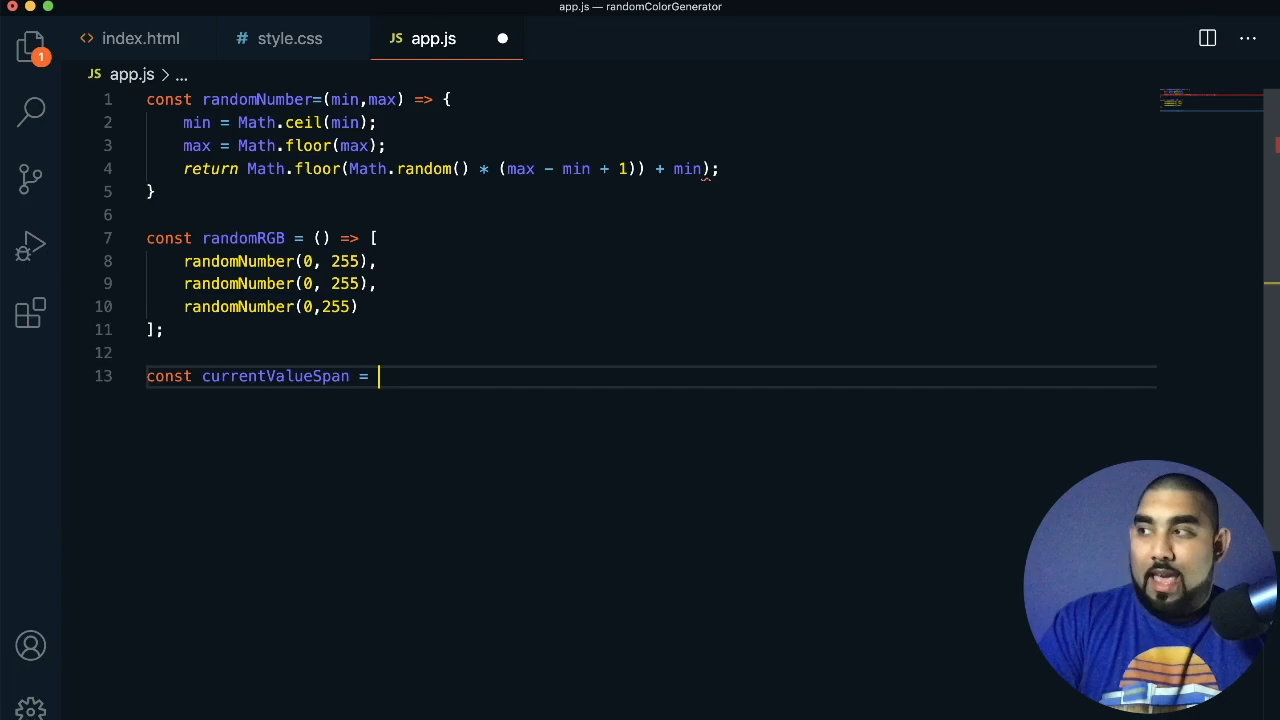 app.js — randomColorGenerator
<> index.html
# style.css
JS app.js
1
JS app.js > ...
1 const randomNumber=(min,max) => {
2 min = Math.ceil(min);
3 max = Math.floor(max);
4 return Math.floor(Math.random() * (max - min + 1)) + min);
5 }
6
7 const randomRGB = () => [
8 randomNumber(0, 255),
9 randomNumber(0, 255),
10 randomNumber(0,255)
11 ];
12
13 const currentValueSpan =